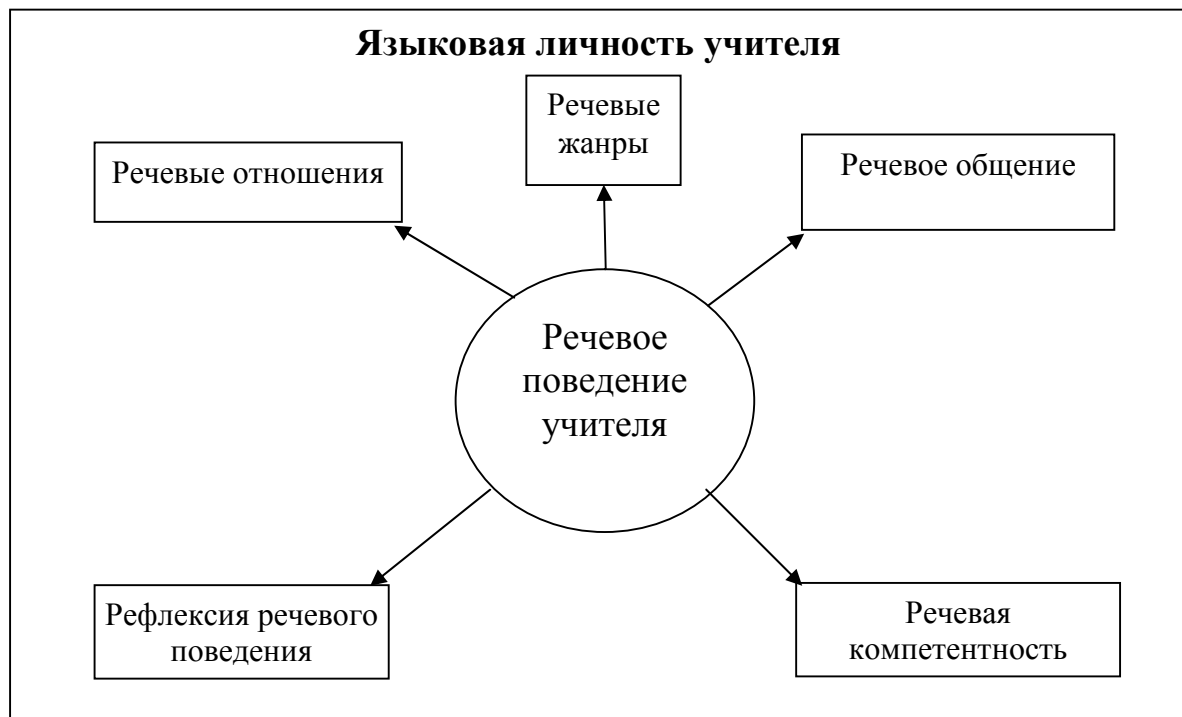 Языковая личность учителя
Речевые
жанры
Речевые отношения
Речевое общение
Речевое
поведение
учителя
Рефлексия речевого
поведения
Речевая
компетентность